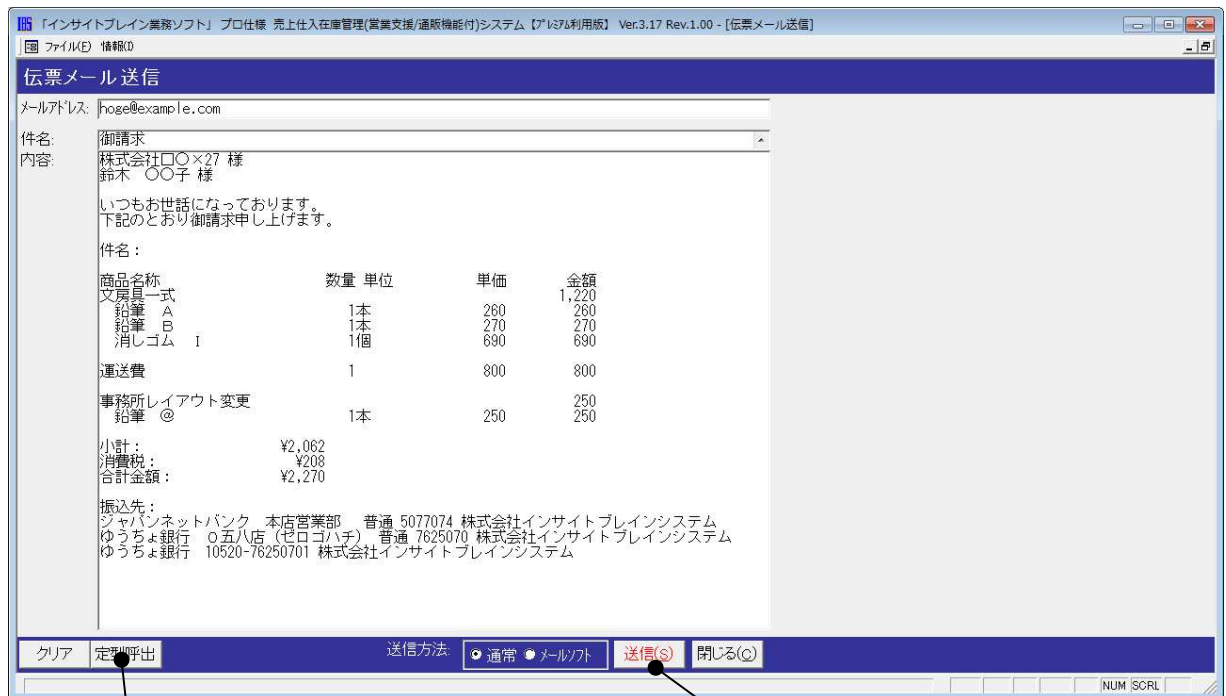 「インサイトブレイン業務ソフト」 プロ仕様 売上仕入在庫管理(営業支援/通販機能付)システム 【ﾌﾟﾚﾐｱﾑ利用版】 Ver.3.17 Rev.1.00 - [伝票メール送信]
ファイル(F) 情報(I)
伝票メール送信
ﾒｰﾙｱﾄﾞﾚｽ: hoge@example.com
件名: 御請求
内容: 株式会社□○×27 様
鈴木 ○○子 様
いつもお世話になっております。
下記のとおり御請求申し上げます。
件名：
商品名称 数量 単位 単価 金額
文房具一式 1,220
鉛筆 A 1本 260 260
鉛筆 B 1本 270 270
消しゴム I 1個 690 690
運送費 1 800 800
事務所レイアウト変更 250
鉛筆 @ 1本 250 250
小計： ¥2,062
消費税： ¥208
合計金額： ¥2,270
振込先：
ジャパンネットバンク 本店営業部 普通 5077074 株式会社インサイトブレインシステム
ゆうちょ銀行 ０五八店（ゼロゴハチ） 普通 7625070 株式会社インサイトブレインシステム
ゆうちょ銀行 10520-76250701 株式会社インサイトブレインシステム
クリア 定型呼出 送信方法: 通常 ﾒｰﾙｿﾌﾄ 送信(S) 閉じる(C)
NUM SCRL